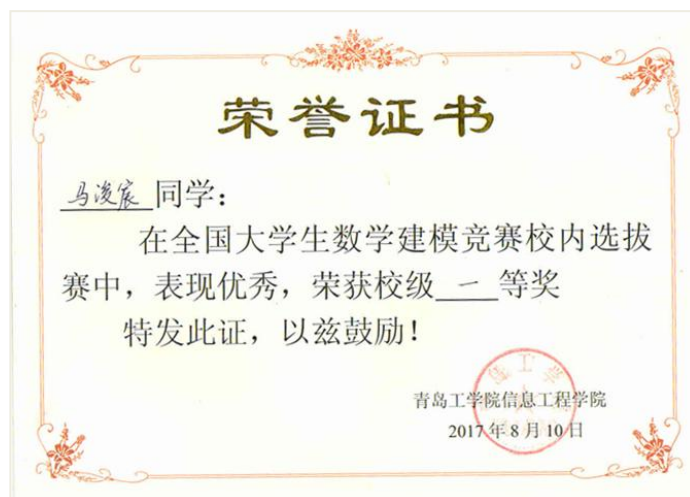 荣誉证书
马浚宸同学：
在全国大学生数学建模竞赛校内选拔
赛中，表现优秀，荣获校级一等奖
特发此证，以兹鼓励！
青岛工学院信息工程学院
2017年8月10日